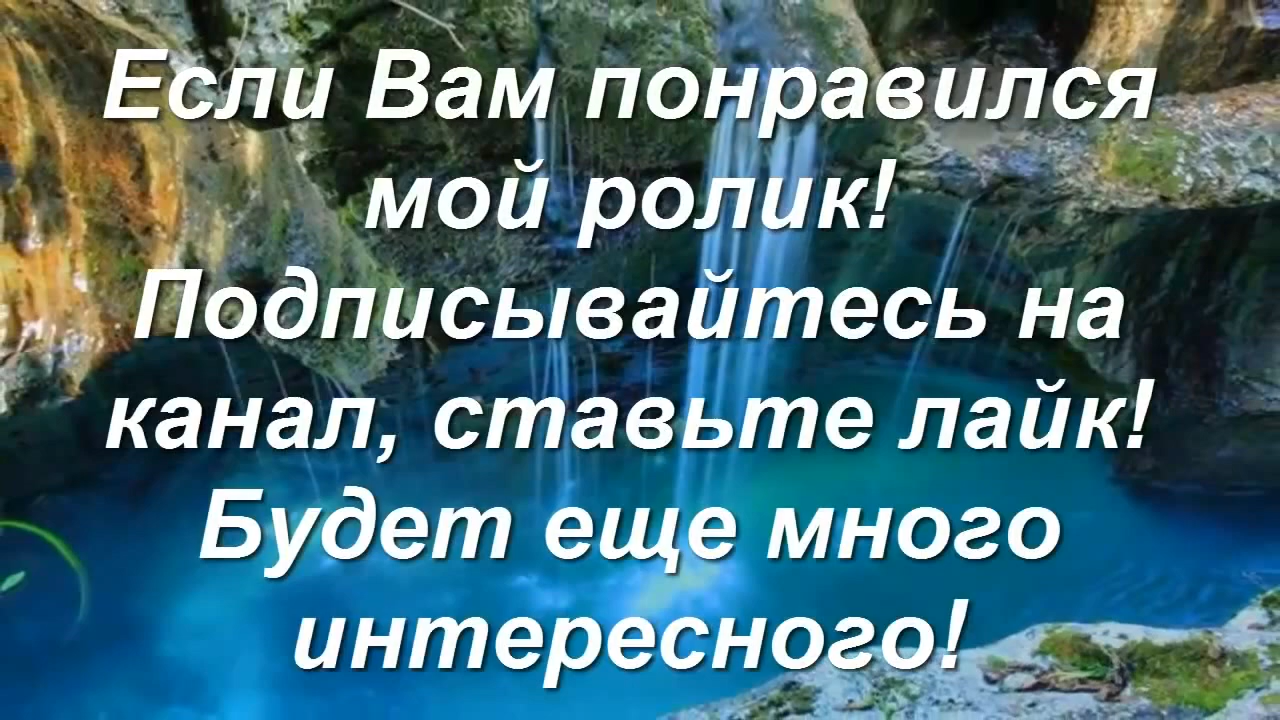 Если Вам понравился
мой ролик!
Подписывайтесь на
канал, ставьте лайк!
Будет еще много
интересного!